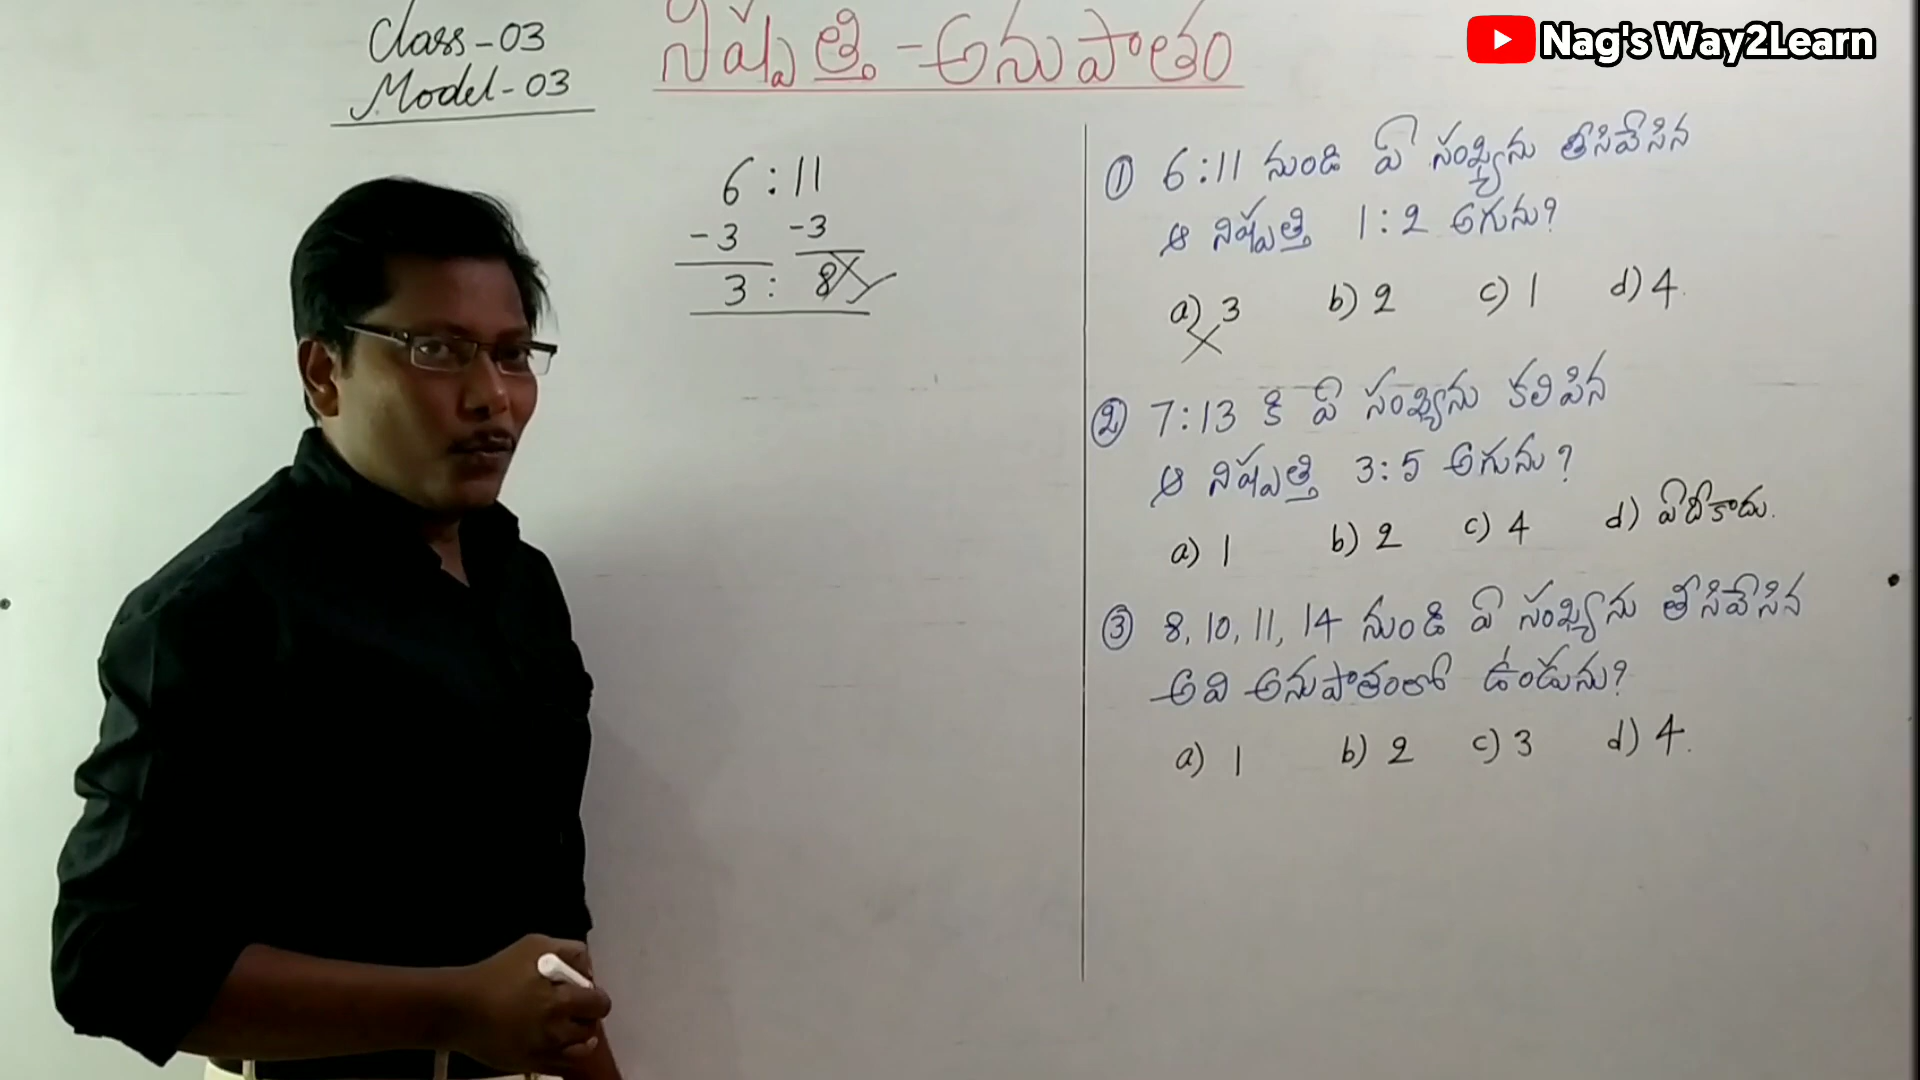 Class-03
Model-03
నిష్పత్తి - అనుపాతం
Nag's Way2Learn
6 : 11
-3 -3
3 : 8
① 6:11 నుండి ఏ సంఖ్యను తీసివేసిన
ఆ నిష్పత్తి 1:2 అగును?
a) 3 b) 2 c) 1 d) 4.
② 7:13 కి ఏ సంఖ్యను కలిపిన
ఆ నిష్పత్తి 3:5 అగును?
a) 1 b) 2 c) 4 d) ఏదీకాదు.
③ 8, 10, 11, 14 నుండి ఏ సంఖ్యను తీసివేసిన
అవి అనుపాతంలో ఉండును?
a) 1 b) 2 c) 3 d) 4.